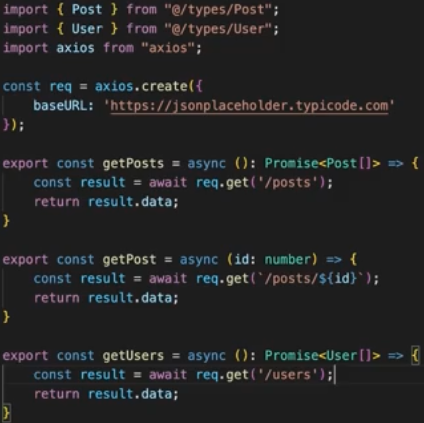 import { Post } from "@/types/Post";
import { User } from "@/types/User";
import axios from "axios";
const req = axios.create({
baseURL: 'https://jsonplaceholder.typicode.com'
});
export const getPosts = async (): Promise<Post[]> => {
const result = await req.get('/posts');
return result.data;
}
export const getPost = async (id: number) => {
const result = await req.get(`/posts/${id}`);
return result.data;
}
export const getUsers = async (): Promise<User[]> => {
const result = await req.get('/users');
return result.data;
}